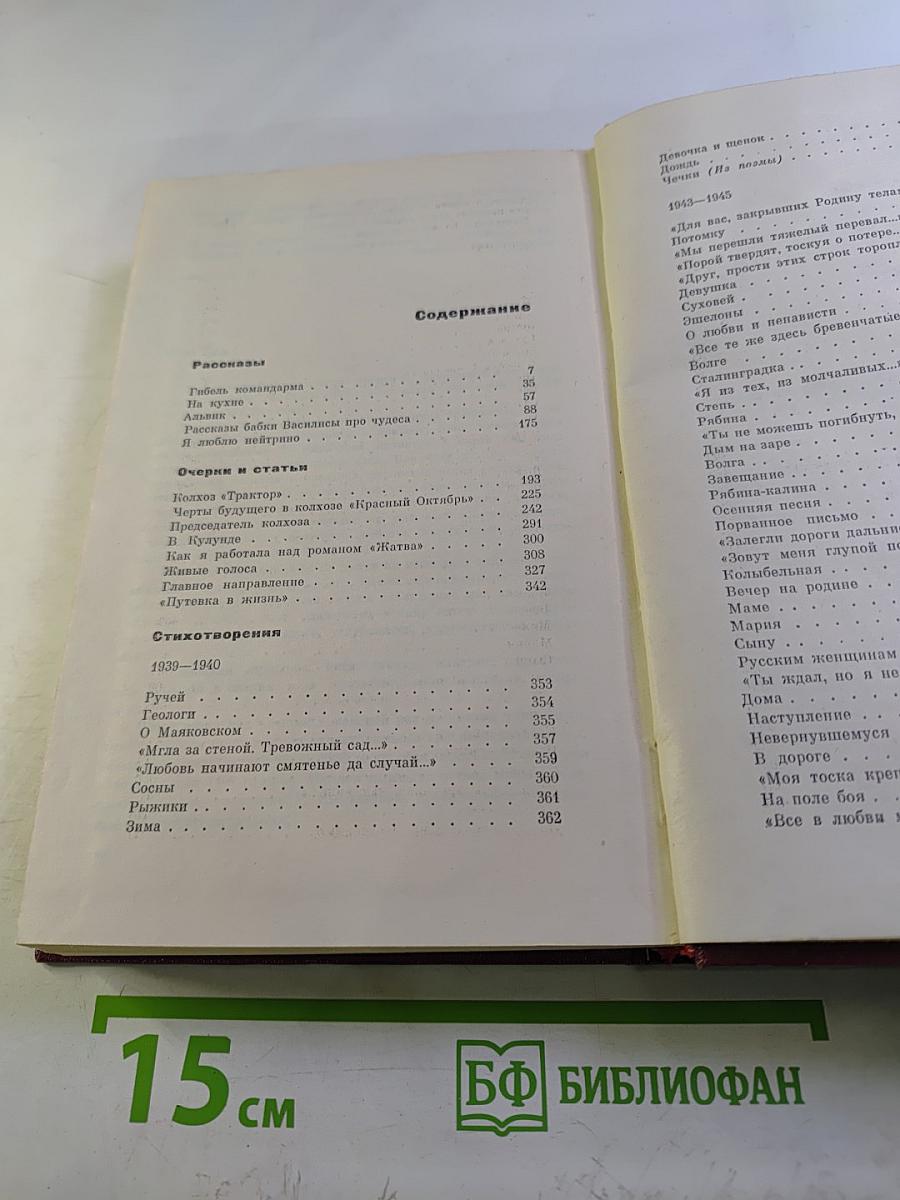 Содержание
Рассказы
Гибель командарма . . . . . . . . . . . . 7
На кухне . . . . . . . . . . . . . . . 35
Альвик . . . . . . . . . . . . . . . . 57
Рассказы бабки Василисы про чудеса . . . . . . 88
Я люблю нейтрино . . . . . . . . . . . . 175
Очерки и статьи
Колхоз «Трактор» . . . . . . . . . . . . 193
Черты будущего в колхозе «Красный Октябрь» . . 225
Председатель колхоза . . . . . . . . . . . 242
В Кулунде . . . . . . . . . . . . . . . 291
Как я работала над романом «Жатва» . . . . . 300
Живые голоса . . . . . . . . . . . . . . 308
Главное направление . . . . . . . . . . . 327
«Путевка в жизнь» . . . . . . . . . . . . 342
Стихотворения
1939—1940
Ручей . . . . . . . . . . . . . . . . . 353
Геологи . . . . . . . . . . . . . . . . 354
О Маяковском . . . . . . . . . . . . . . 355
«Мгла за стеной. Тревожный сад...» . . . . . . 357
«Любовь начинают смятенье да случай...» . . . . 359
Сосны . . . . . . . . . . . . . . . . . 360
Рыжики . . . . . . . . . . . . . . . . . 361
Зима . . . . . . . . . . . . . . . . . . 362
Девочка и щенок . . . . . . .
Дождь . . . . . . . . . .
Чечки (Из поэмы) . . . . . .
1943—1945
«Для вас, закрывших Родину
Потомку . . . . . . . . .
«Мы перешли тяжелый перевал...
«Порой твердят, тоскуя о потере...
«Друг, прости этих строк
Девушка . . . . . . . . .
Суховей . . . . . . . . .
Эшелоны . . . . . . . . .
О любви и ненависти . . . . .
«Все те же здесь бревенчатые
Волге . . . . . . . . . .
Сталинградка . . . . . . .
«Я из тех, из молчаливых...
Степь . . . . . . . . . .
Рябина . . . . . . . . . .
«Ты не можешь погибнуть,
Дым на заре . . . . . . .
Волга . . . . . . . . . .
Завещание . . . . . . . .
Рябина-калина . . . . . . .
Осенняя песня . . . . . . .
Порванное письмо . . . . .
«Залегли дороги
«Зовут меня глупой
Колыбельная . . . . . . .
Вечер на родине . . . . . .
Маме . . . . . . . . . .
Мария . . . . . . . . . .
Сыну . . . . . . . . . .
Русским женщинам
«Ты ждал, но я не
Дома . . . . . . . . . .
Наступление . . . . . . .
Невернувшемуся
В дороге . . . . . . . . .
«Моя тоска
На поле боя . . . . . . .
«Все в любви
15 см
БФ БИБЛИОФАН